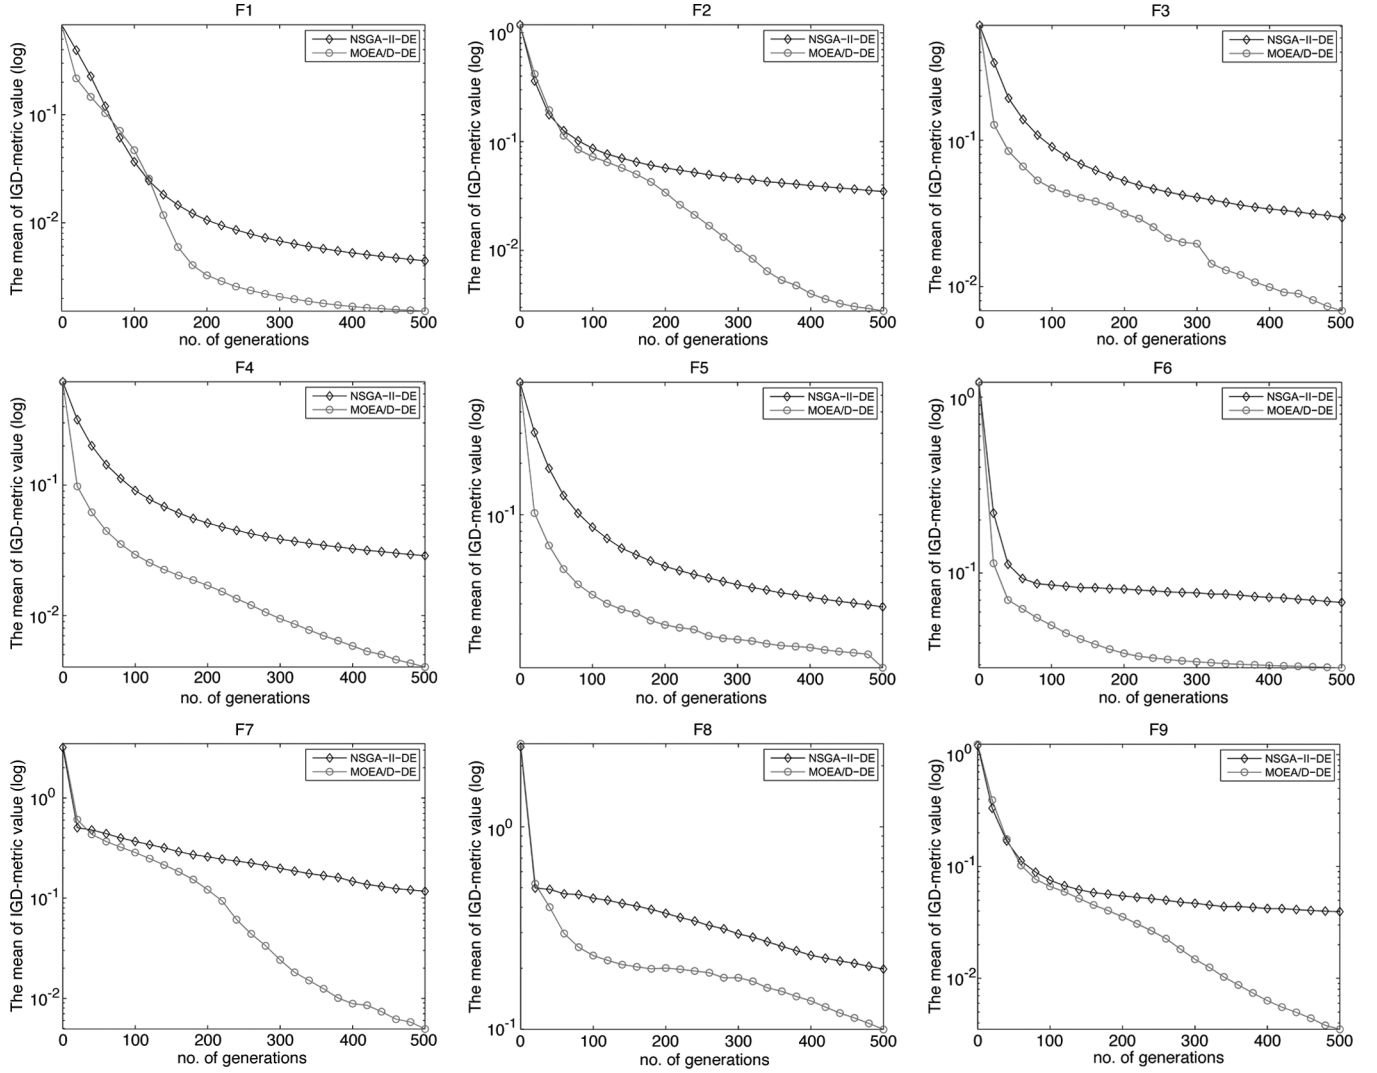 F1
NSGA-II-DE
MOEA/D-DE
The mean of IGD-metric value (log)
10^-1
10^-2
0 100 200 300 400 500
no. of generations
F2
NSGA-II-DE
MOEA/D-DE
The mean of IGD-metric value (log)
10^0
10^-1
10^-2
0 100 200 300 400 500
no. of generations
F3
NSGA-II-DE
MOEA/D-DE
The mean of IGD-metric value (log)
10^-1
10^-2
0 100 200 300 400 500
no. of generations
F4
NSGA-II-DE
MOEA/D-DE
The mean of IGD-metric value (log)
10^-1
10^-2
0 100 200 300 400 500
no. of generations
F5
NSGA-II-DE
MOEA/D-DE
The mean of IGD-metric value (log)
10^-1
0 100 200 300 400 500
no. of generations
F6
NSGA-II-DE
MOEA/D-DE
The mean of IGD-metric value (log)
10^0
10^-1
0 100 200 300 400 500
no. of generations
F7
NSGA-II-DE
MOEA/D-DE
The mean of IGD-metric value (log)
10^0
10^-1
10^-2
0 100 200 300 400 500
no. of generations
F8
NSGA-II-DE
MOEA/D-DE
The mean of IGD-metric value (log)
10^0
10^-1
0 100 200 300 400 500
no. of generations
F9
NSGA-II-DE
MOEA/D-DE
The mean of IGD-metric value (log)
10^0
10^-1
10^-2
0 100 200 300 400 500
no. of generations